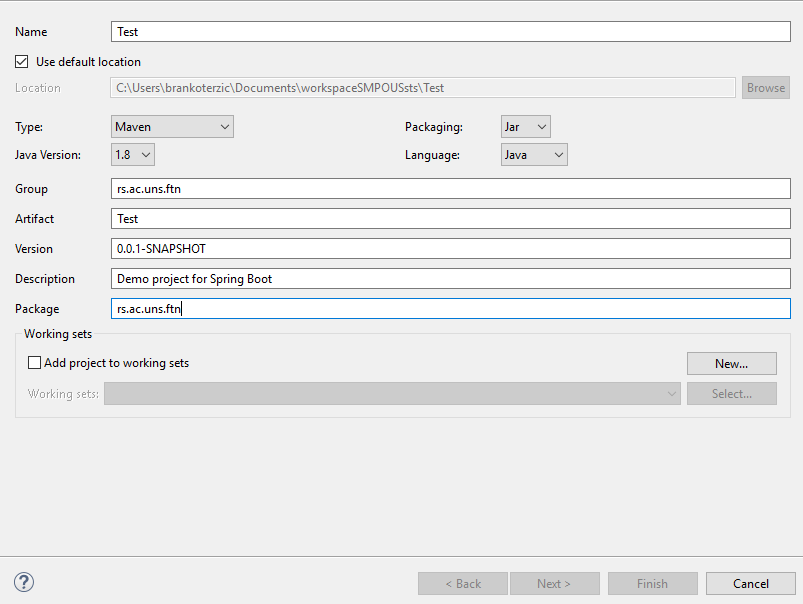 Name Test
Use default location
Location C:\Users\brankoterzic\Documents\workspaceSMPOUSsts\Test Browse
Type: Maven Packaging: Jar
Java Version: 1.8 Language: Java
Group rs.ac.uns.ftn
Artifact Test
Version 0.0.1-SNAPSHOT
Description Demo project for Spring Boot
Package rs.ac.uns.ftn
Working sets
Add project to working sets New...
Working sets: Select...
? < Back Next > Finish Cancel